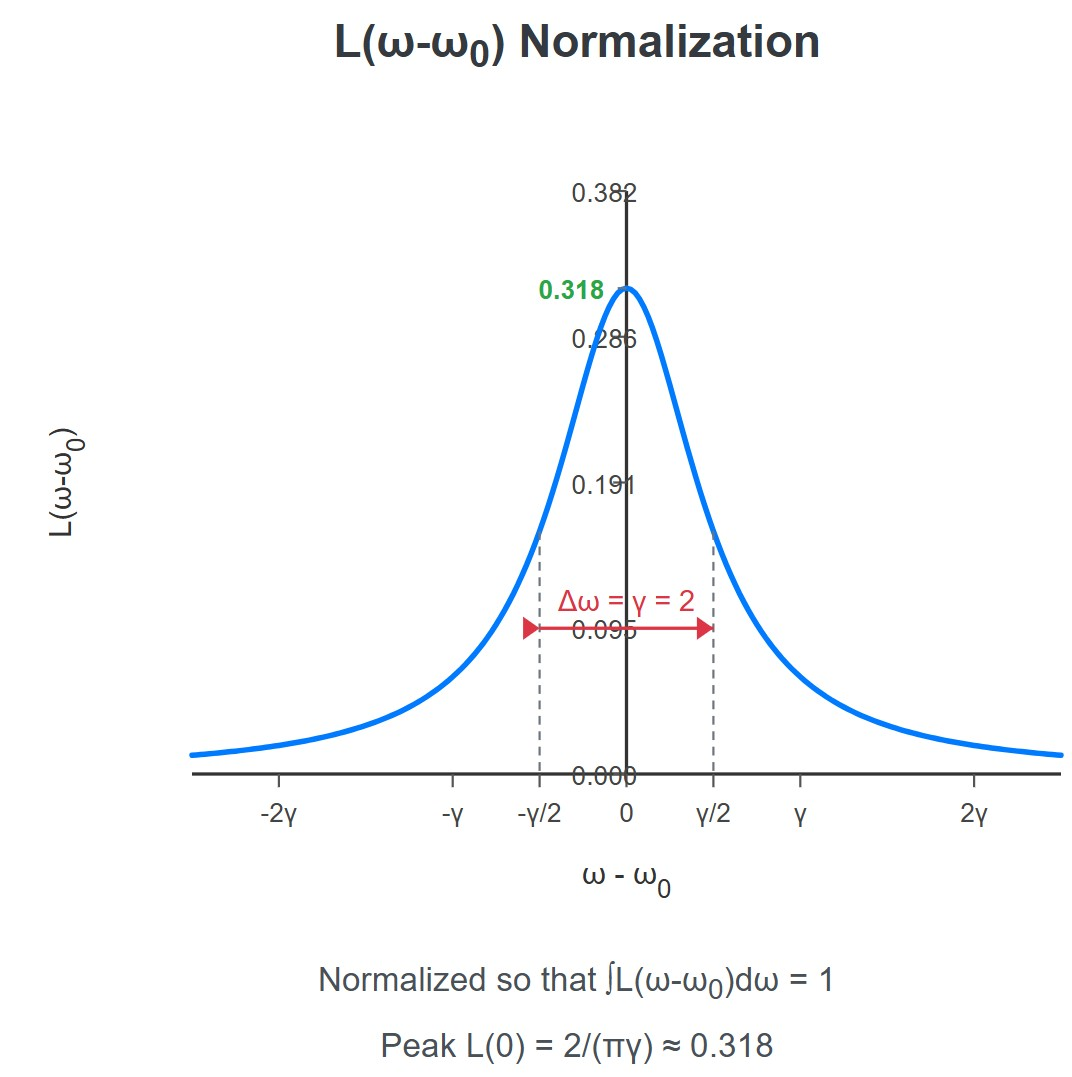 L(ω-ω₀) Normalization
0.382
0.318
0.286
L(ω-ω₀)
0.191
Δω = γ = 2
0.095
0.000
-2γ -γ -γ/2 0 γ/2 γ 2γ
ω - ω₀
Normalized so that ∫L(ω-ω₀)dω = 1
Peak L(0) = 2/(πγ) ≈ 0.318